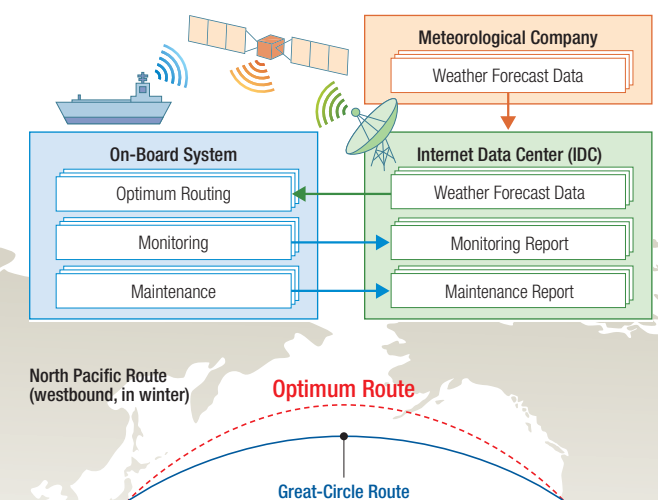 Meteorological Company
Weather Forecast Data
On-Board System
Optimum Routing
Monitoring
Maintenance
Internet Data Center (IDC)
Weather Forecast Data
Monitoring Report
Maintenance Report
North Pacific Route
(westbound, in winter)
Optimum Route
Great-Circle Route